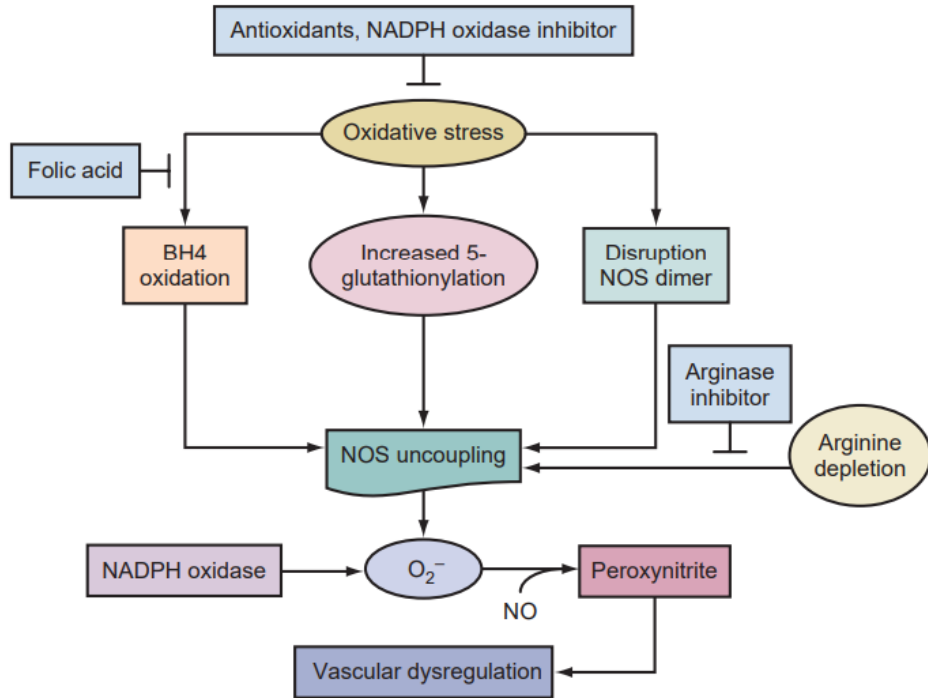 Antioxidants, NADPH oxidase inhibitor
Oxidative stress
Folic acid
BH4
oxidation
Increased 5-
glutathionylation
Disruption
NOS dimer
Arginase
inhibitor
NOS uncoupling
Arginine
depletion
NADPH oxidase
O₂⁻
Peroxynitrite
NO
Vascular dysregulation